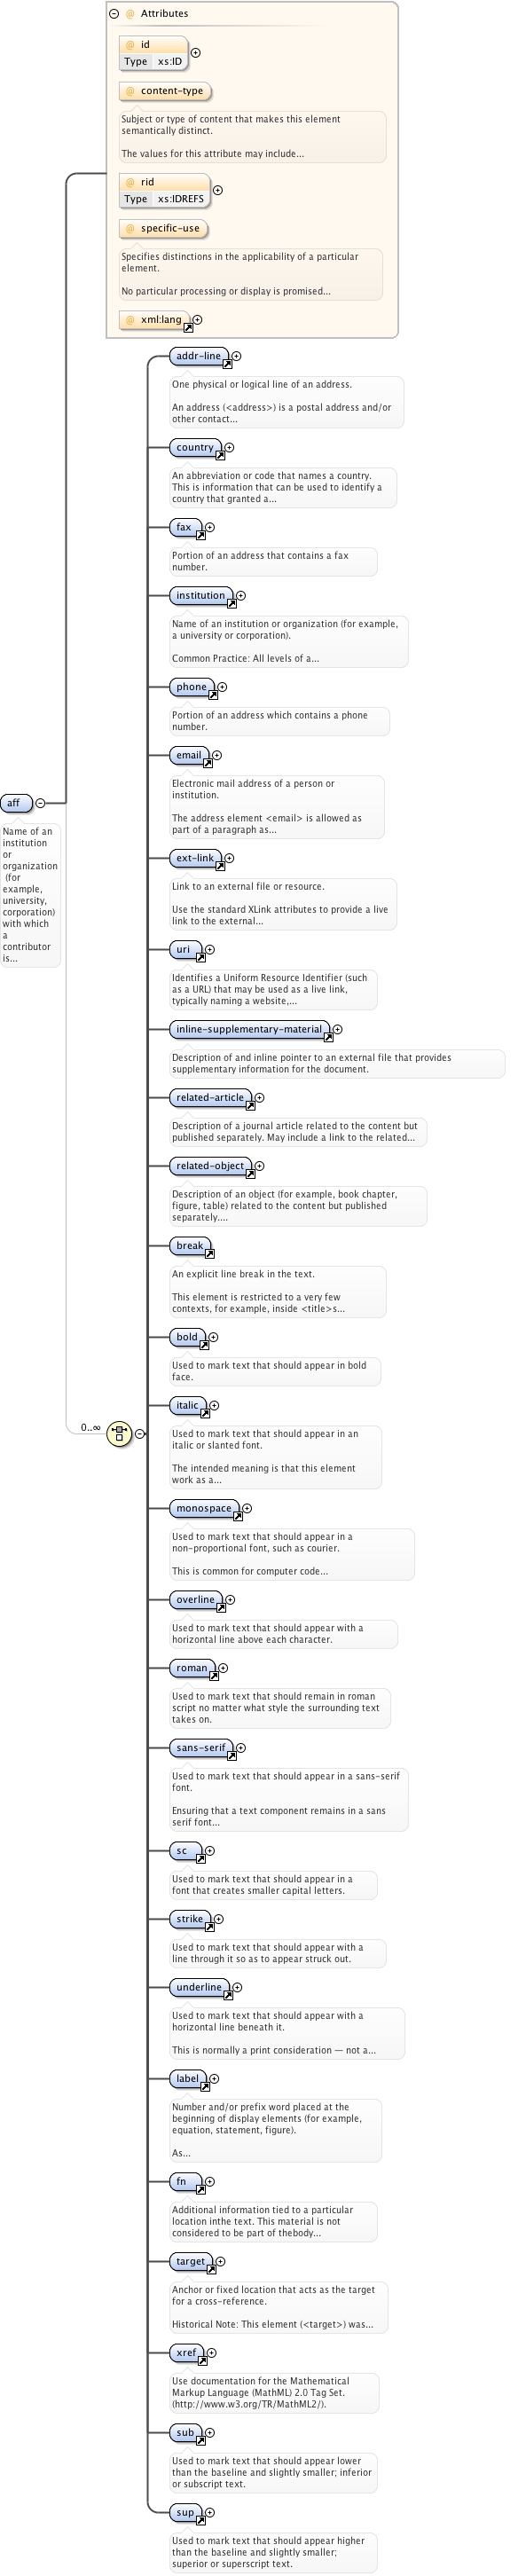 @ Attributes
@ id
Type xs:ID
@ content-type
Subject or type of content that makes this element
semantically distinct.
The values for this attribute may include...
@ rid
Type xs:IDREFS
@ specific-use
Specifies distinctions in the applicability of a particular
element.
No particular processing or display is promised...
@ xml:lang
addr-line
One physical or logical line of an address.
An address (<address>) is a postal address and/or
other contact...
country
An abbreviation or code that names a country.
This is information that can be used to identify a
country that granted a...
fax
Portion of an address that contains a fax
number.
institution
Name of an institution or organization (for example,
a university or corporation).
Common Practice: All levels of a...
phone
Portion of an address which contains a phone
number.
email
Electronic mail address of a person or
institution.
The address element <email> is allowed as
part of a paragraph as...
aff
Name of an
institution
or
organization
(for
example,
university,
corporation)
with which
a
contributor
is...
ext-link
Link to an external file or resource.
Use the standard XLink attributes to provide a live
link to the external...
uri
Identifies a Uniform Resource Identifier (such
as a URL) that may be used as a live link,
typically naming a website,...
inline-supplementary-material
Description of and inline pointer to an external file that provides
supplementary information for the document.
related-article
Description of a journal article related to the content but
published separately. May include a link to the related...
related-object
Description of an object (for example, book chapter,
figure, table) related to the content but published
separately....
break
An explicit line break in the text.
This element is restricted to a very few
contexts, for example, inside <title>s...
bold
Used to mark text that should appear in bold
face.
italic
0..∞
Used to mark text that should appear in an
italic or slanted font.
The intended meaning is that this element
work as a...
monospace
Used to mark text that should appear in a
non-proportional font, such as courier.
This is common for computer code...
overline
Used to mark text that should appear with a
horizontal line above each character.
roman
Used to mark text that should remain in roman
script no matter what style the surrounding text
takes on.
sans-serif
Used to mark text that should appear in a sans-serif
font.
Ensuring that a text component remains in a sans
serif font...
sc
Used to mark text that should appear in a
font that creates smaller capital letters.
strike
Used to mark text that should appear with a
line through it so as to appear struck out.
underline
Used to mark text that should appear with a
horizontal line beneath it.
This is normally a print consideration — not a...
label
Number and/or prefix word placed at the
beginning of display elements (for example,
equation, statement, figure).
As...
fn
Additional information tied to a particular
location inthe text. This material is not
considered to be part of thebody...
target
Anchor or fixed location that acts as the target
for a cross-reference.
Historical Note: This element (<target>) was...
xref
Use documentation for the Mathematical
Markup Language (MathML) 2.0 Tag Set.
(http://www.w3.org/TR/MathML2/).
sub
Used to mark text that should appear lower
than the baseline and slightly smaller; inferior
or subscript text.
sup
Used to mark text that should appear higher
than the baseline and slightly smaller;
superior or superscript text.